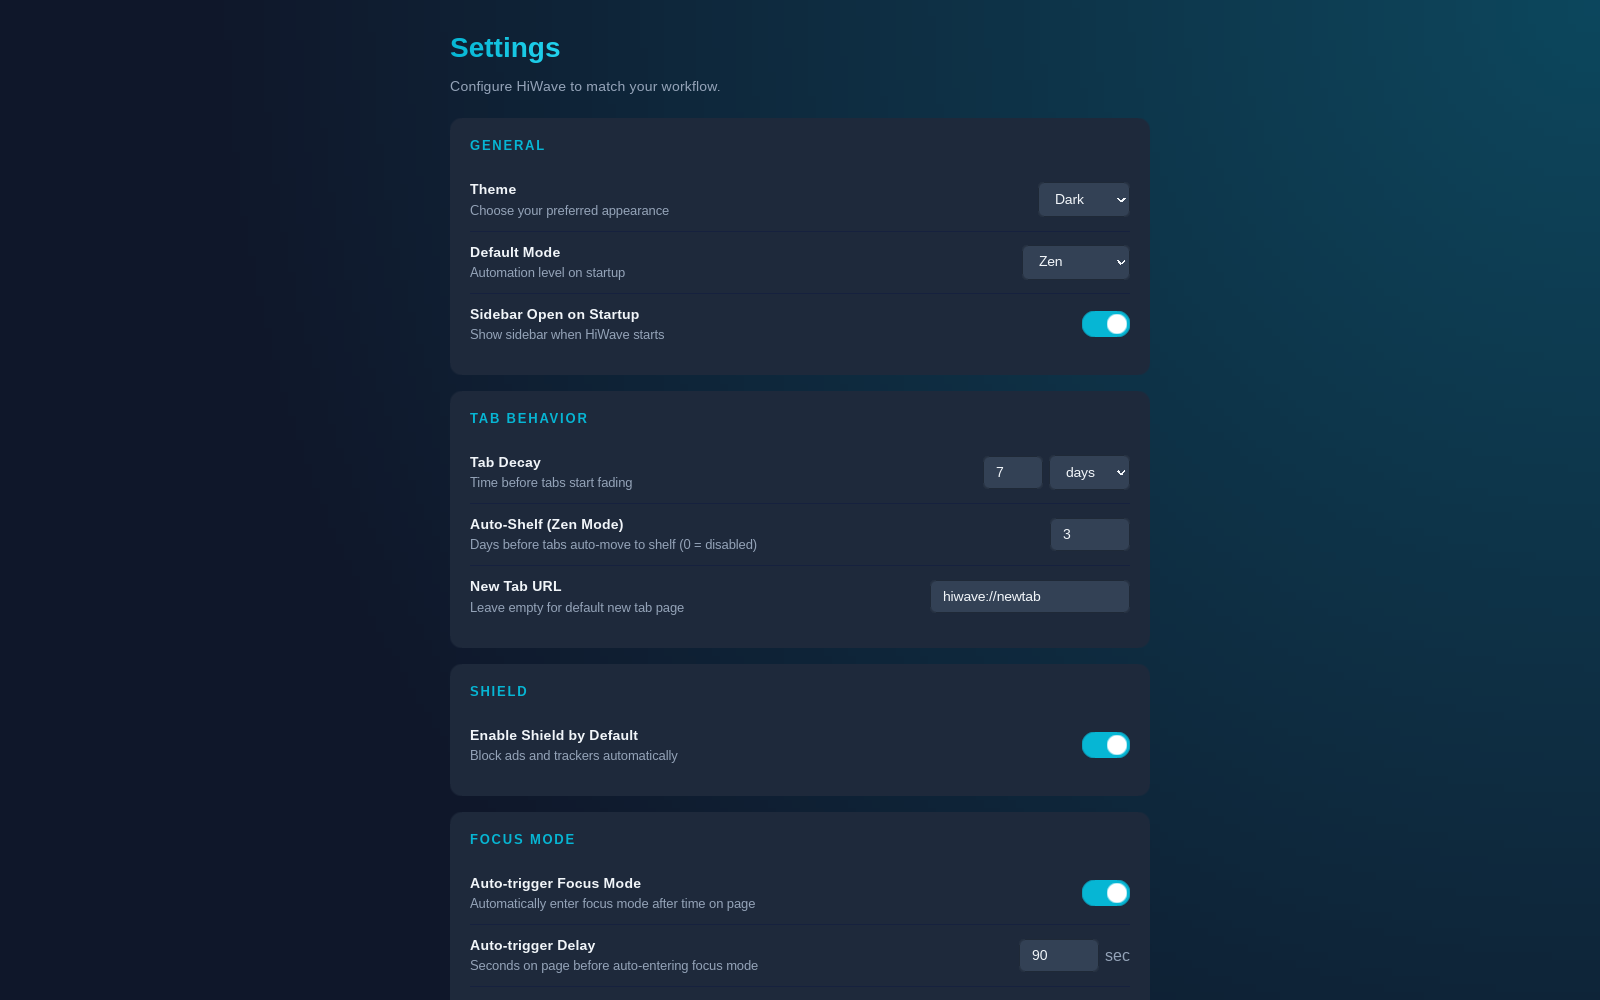 Settings
Configure HiWave to match your workflow.
GENERAL
Theme
Choose your preferred appearance
Dark
Default Mode
Automation level on startup
Zen
Sidebar Open on Startup
Show sidebar when HiWave starts
TAB BEHAVIOR
Tab Decay
Time before tabs start fading
7
days
Auto-Shelf (Zen Mode)
Days before tabs auto-move to shelf (0 = disabled)
3
New Tab URL
Leave empty for default new tab page
hiwave://newtab
SHIELD
Enable Shield by Default
Block ads and trackers automatically
FOCUS MODE
Auto-trigger Focus Mode
Automatically enter focus mode after time on page
Auto-trigger Delay
Seconds on page before auto-entering focus mode
90
sec